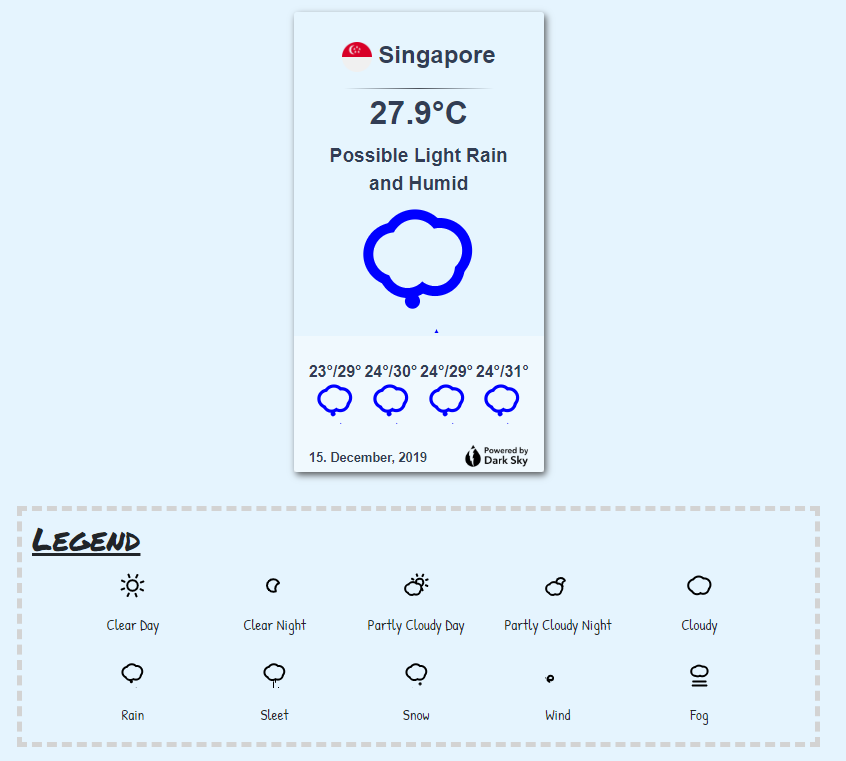 Singapore
27.9°C
Possible Light Rain
and Humid
23°/29° 24°/30° 24°/29° 24°/31°
15. December, 2019
Powered by
Dark Sky
LEGEND
Clear Day Clear Night Partly Cloudy Day Partly Cloudy Night Cloudy
Rain Sleet Snow Wind Fog